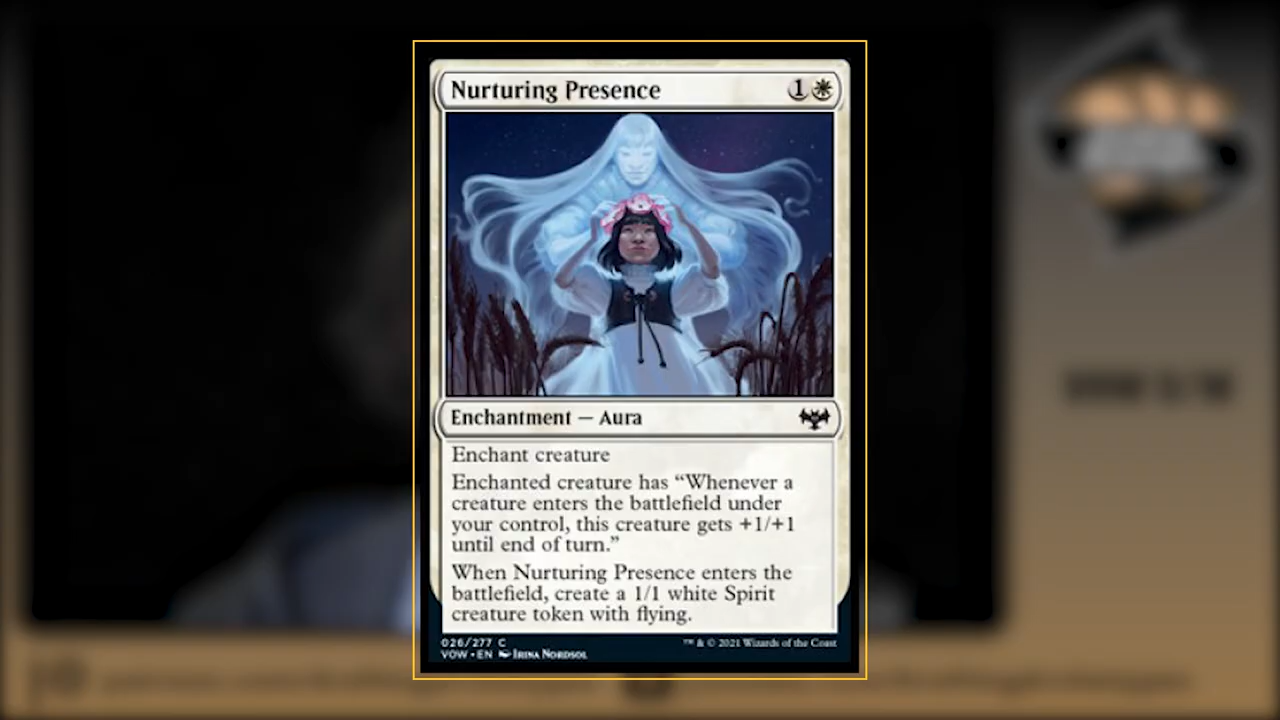 Nurturing Presence 1
Enchantment — Aura
Enchant creature
Enchanted creature has “Whenever a
creature enters the battlefield under
your control, this creature gets +1/+1
until end of turn.”
When Nurturing Presence enters the
battlefield, create a 1/1 white Spirit
creature token with flying.
026/277 C
™ & © 2021 Wizards of the Coast
VOW • EN Irina Nordsol